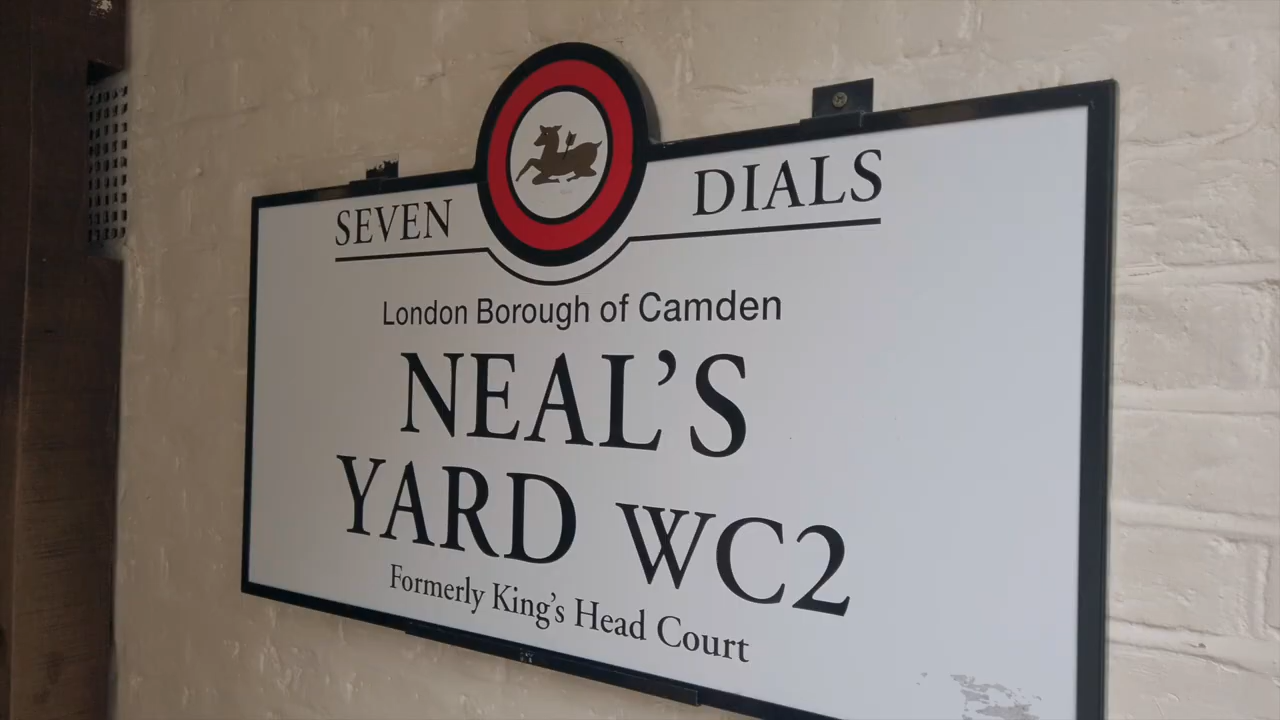 SEVEN DIALS
London Borough of Camden
NEAL'S
YARD WC2
Formerly King's Head Court